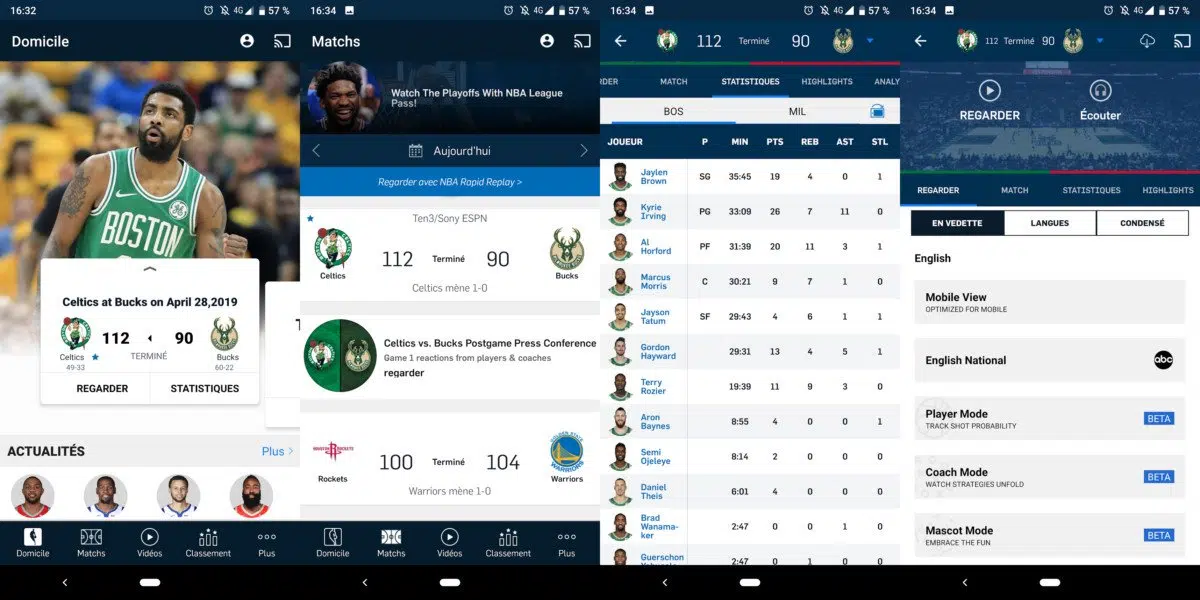 16:32
4G 57 %
Domicile
BOSTON
Celtics at Bucks on April 28,2019
112 90
Celtics TERMINÉ Bucks
49-33 60-22
REGARDER STATISTIQUES
ACTUALITÉS Plus
Domicile Matchs Vidéos Classement Plus
16:34
4G 57 %
Matchs
Watch The Playoffs With NBA League
Pass!
Aujourd'hui
Regarder avec NBA Rapid Replay >
Ten3/Sony ESPN
112 Terminé 90
Celtics Bucks
Celtics mène 1-0
Celtics vs. Bucks Postgame Press Conference
Game 1 reactions from players & coaches
regarder
100 Terminé 104
Rockets Warriors
Warriors mène 1-0
Domicile Matchs Vidéos Classement Plus
16:34
4G 57 %
112 Terminé 90
RDER MATCH STATISTIQUES HIGHLIGHTS ANALY
BOS MIL
JOUEUR P MIN PTS REB AST STL
Jaylen
Brown SG 35:45 19 4 0 1
Kyrie
Irving PG 33:09 26 7 11 0
Al
Horford PF 31:39 20 11 3 1
Marcus
Morris C 30:21 9 7 1 0
Jayson
Tatum SF 29:43 4 6 1 1
Gordon
Hayward 29:31 13 4 5 1
Terry
Rozier 19:39 11 9 3 0
Aron
Baynes 8:55 4 0 0 1
Semi
Ojeleye 8:14 2 0 0 0
Daniel
Theis 6:01 4 0 0 0
Brad
Wanama-
ker 2:47 0 0 1 0
Guerschon
2:47 0 1 0 0
16:34
4G 57 %
112 Terminé 90
REGARDER Écouter
REGARDER MATCH STATISTIQUES HIGHLIGHTS
EN VEDETTE LANGUES CONDENSÉ
English
Mobile View
OPTIMIZED FOR MOBILE
English National abc
Player Mode BETA
TRACK SHOT PROBABILITY
Coach Mode BETA
WATCH STRATEGIES UNFOLD
Mascot Mode BETA
EMBRACE THE FUN